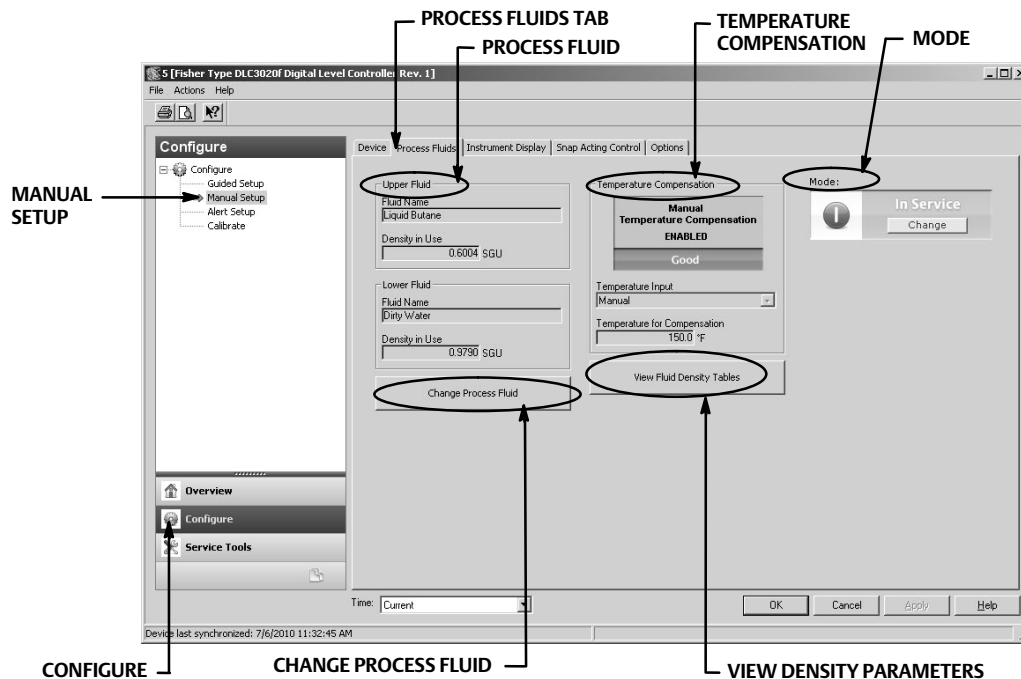 PROCESS FLUIDS TAB
PROCESS FLUID
TEMPERATURE
COMPENSATION
MODE
5 [Fisher Type DLC3020f Digital Level Controller Rev. 1]
File Actions Help
Configure
Configure
Guided Setup
Manual Setup
Alert Setup
Calibrate
MANUAL
SETUP
Device Process Fluids Instrument Display Snap Acting Control Options
Upper Fluid
Fluid Name
Liquid Butane
Density in Use
0.6004 SGU
Lower Fluid
Fluid Name
Dirty Water
Density in Use
0.9790 SGU
Change Process Fluid
Temperature Compensation
Manual
Temperature Compensation
ENABLED
Good
Temperature Input
Manual
Temperature for Compensation
150.0 °F
View Fluid Density Tables
Mode:
In Service
Change
Overview
Configure
Service Tools
Time: Current
OK Cancel Apply Help
Device last synchronized: 7/6/2010 11:32:45 AM
CONFIGURE
CHANGE PROCESS FLUID
VIEW DENSITY PARAMETERS